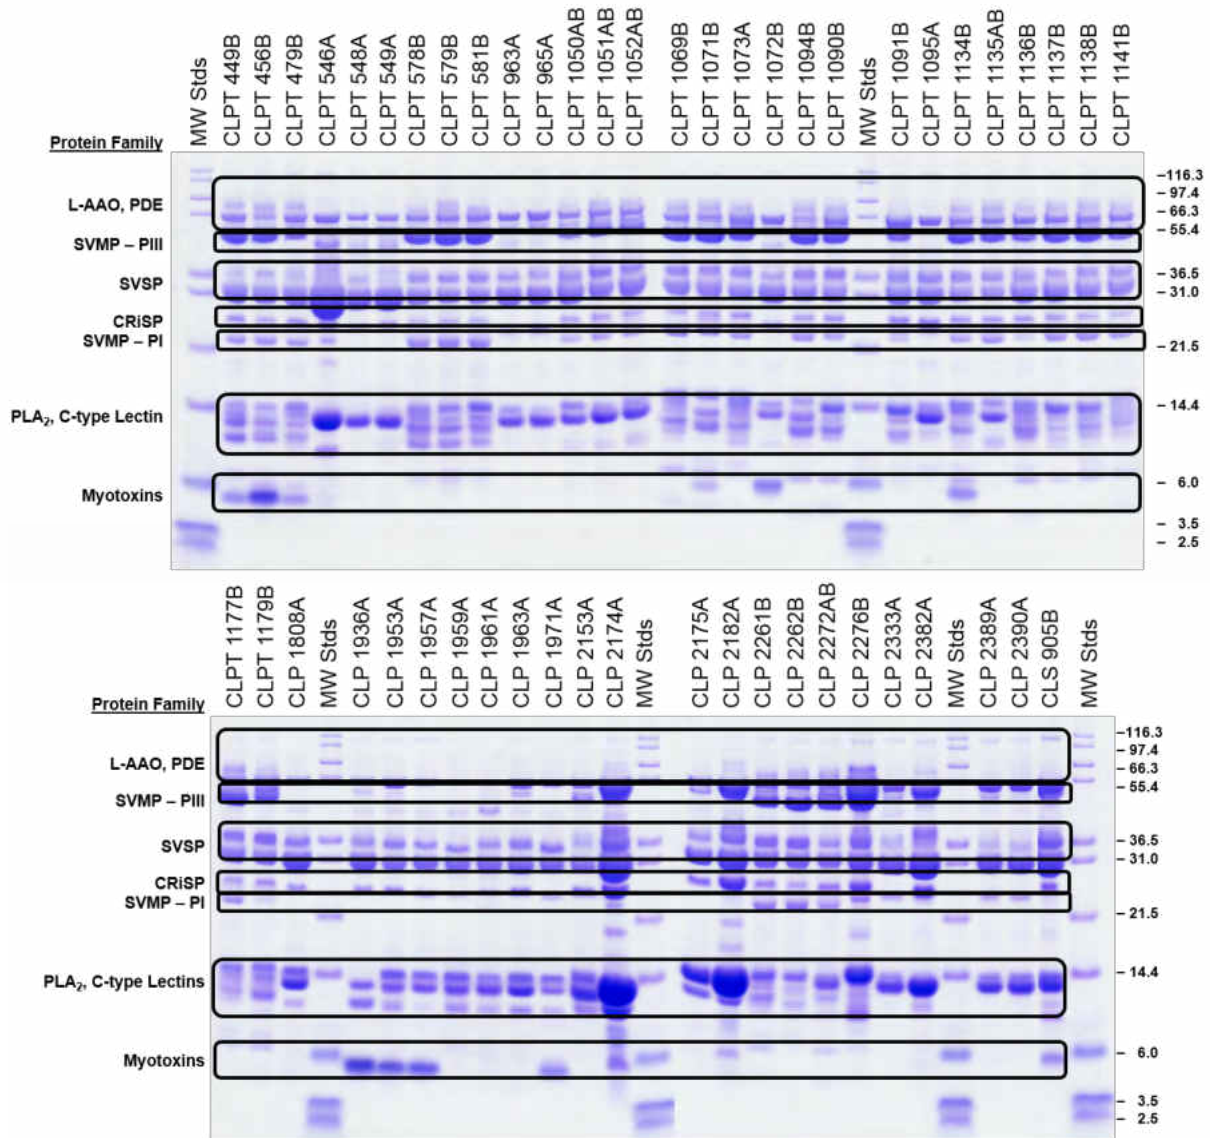 MW Stds
CLPT 449B
CLPT 456B
CLPT 479B
CLPT 546A
CLPT 548A
CLPT 549A
CLPT 578B
CLPT 579B
CLPT 581B
CLPT 963A
CLPT 965A
CLPT 1050AB
CLPT 1051AB
CLPT 1052AB
CLPT 1069B
CLPT 1071B
CLPT 1073A
CLPT 1072B
CLPT 1094B
CLPT 1090B
MW Stds
CLPT 1091B
CLPT 1095A
CLPT 1134B
CLPT 1135AB
CLPT 1136B
CLPT 1137B
CLPT 1138B
CLPT 1141B
Protein Family
L-AAO, PDE
SVMP – PIII
SVSP
CRiSP
SVMP – PI
PLA₂, C-type Lectin
Myotoxins
–116.3
– 97.4
– 66.3
– 55.4
– 36.5
– 31.0
– 21.5
– 14.4
– 6.0
– 3.5
– 2.5
CLPT 1177B
CLPT 1179B
CLP 1808A
MW Stds
CLP 1936A
CLP 1953A
CLP 1957A
CLP 1959A
CLP 1961A
CLP 1963A
CLP 1971A
CLP 2153A
CLP 2174A
MW Stds
CLP 2175A
CLP 2182A
CLP 2261B
CLP 2262B
CLP 2272AB
CLP 2276B
CLP 2333A
CLP 2382A
MW Stds
CLP 2389A
CLP 2390A
CLS 905B
MW Stds
Protein Family
L-AAO, PDE
SVMP – PIII
SVSP
CRiSP
SVMP – PI
PLA₂, C-type Lectins
Myotoxins
–116.3
– 97.4
– 66.3
– 55.4
– 36.5
– 31.0
– 21.5
– 14.4
– 6.0
– 3.5
– 2.5